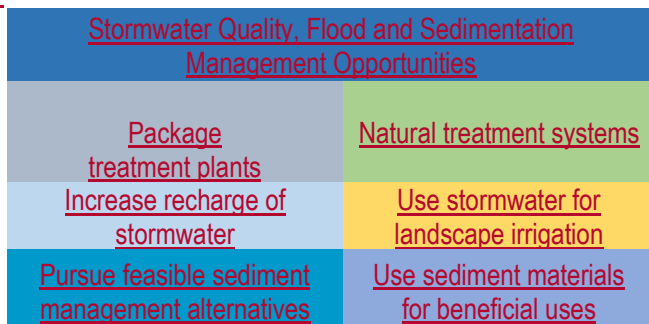 Stormwater Quality, Flood and Sedimentation
Management Opportunities
Package
treatment plants
Natural treatment systems
Increase recharge of
stormwater
Use stormwater for
landscape irrigation
Pursue feasible sediment
management alternatives
Use sediment materials
for beneficial uses